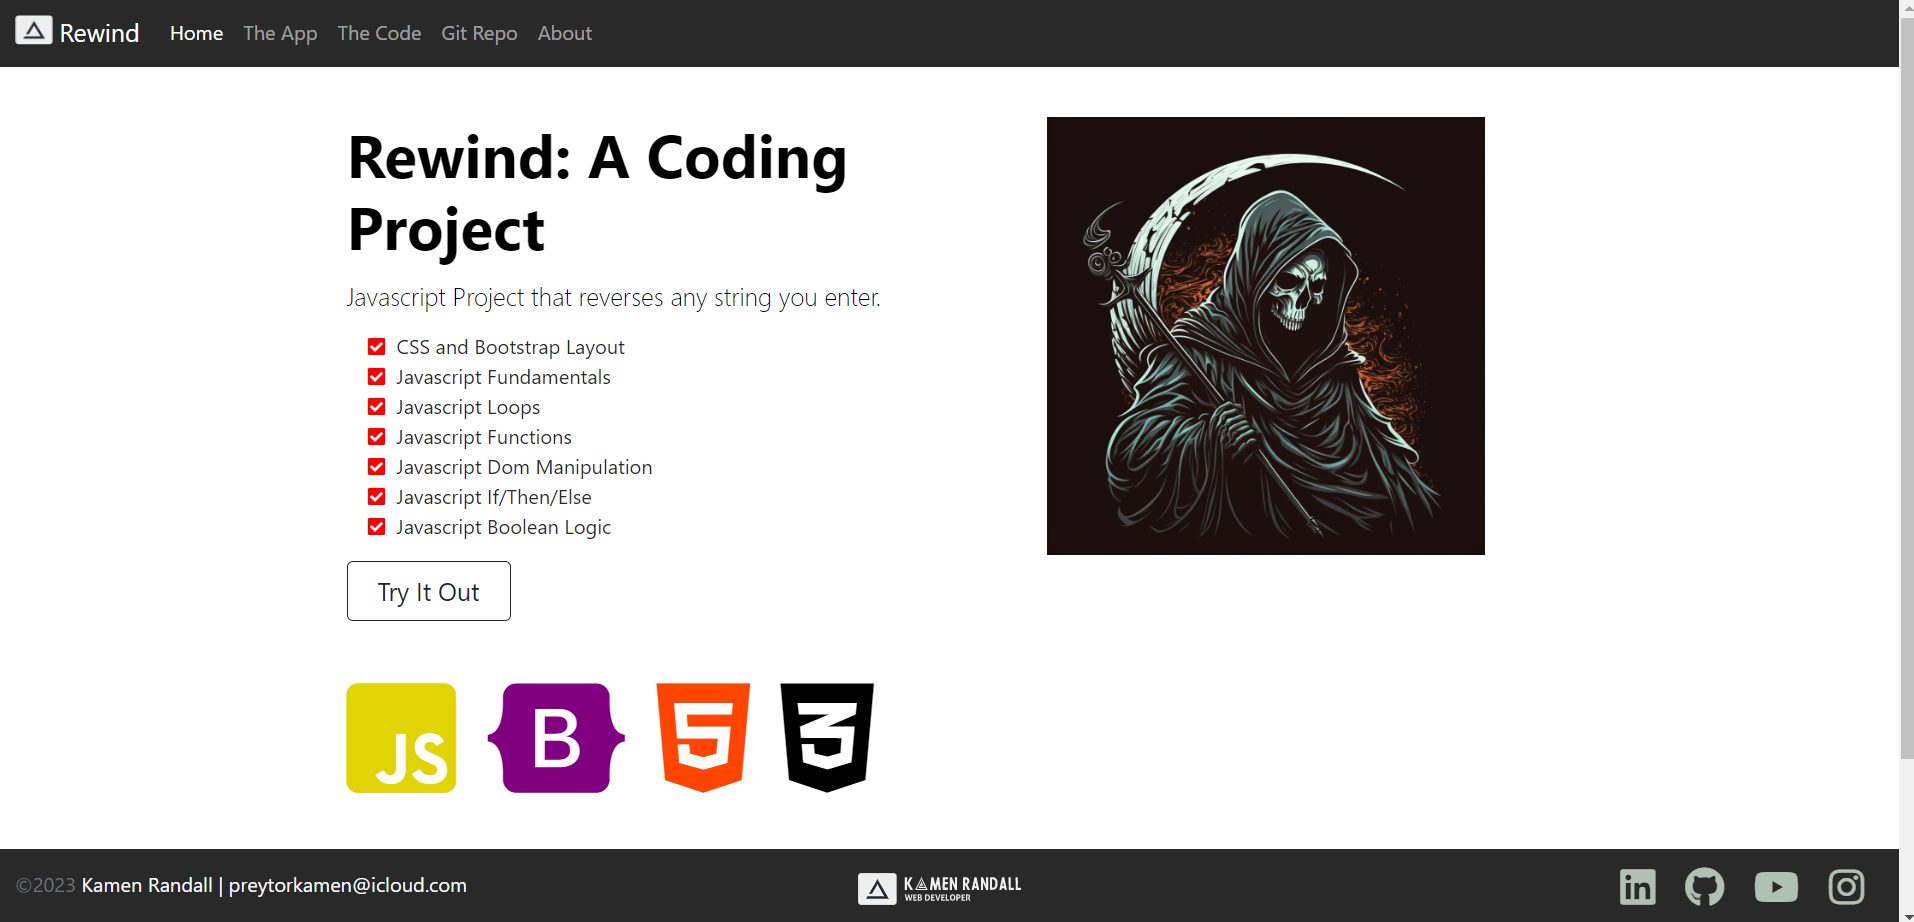 Rewind Home The App The Code Git Repo About
Rewind: A Coding
Project
Javascript Project that reverses any string you enter.
CSS and Bootstrap Layout
Javascript Fundamentals
Javascript Loops
Javascript Functions
Javascript Dom Manipulation
Javascript If/Then/Else
Javascript Boolean Logic
Try It Out
JS B 5 3
©2023 Kamen Randall | preytorkamen@icloud.com
KAMEN RANDALL
WEB DEVELOPER
in